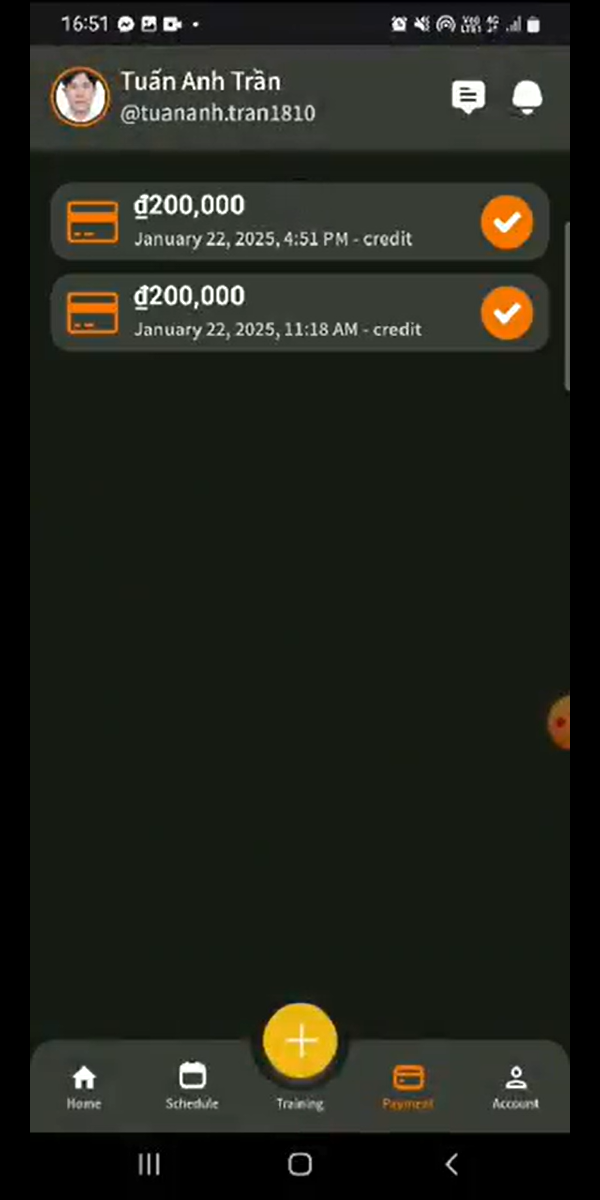 16:51
Tuấn Anh Trần
@tuananh.tran1810
₫200,000
January 22, 2025, 4:51 PM - credit
₫200,000
January 22, 2025, 11:18 AM - credit
Home
Schedule
Training
Payment
Account